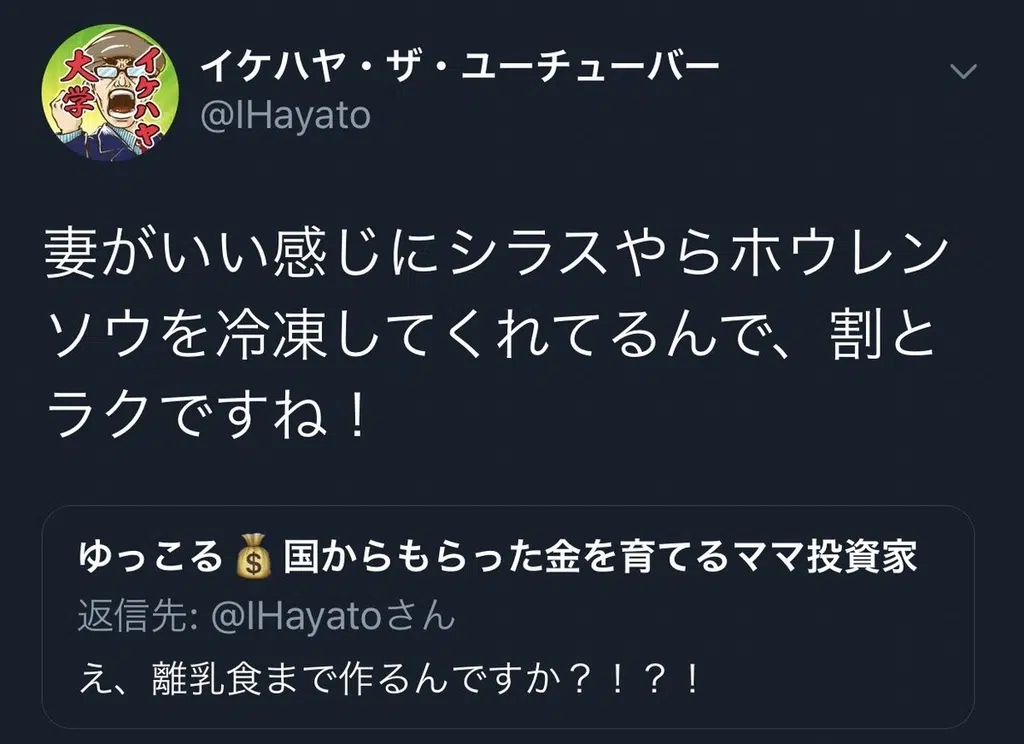 大学
イケハヤ
イケハヤ・ザ・ユーチューバー
@IHayato
妻がいい感じにシラスやらホウレン
ソウを冷凍してくれてるんで、割と
ラクですね！
ゆっこる💰国からもらった金を育てるママ投資家
返信先: @IHayatoさん
え、離乳食まで作るんですか？！？！